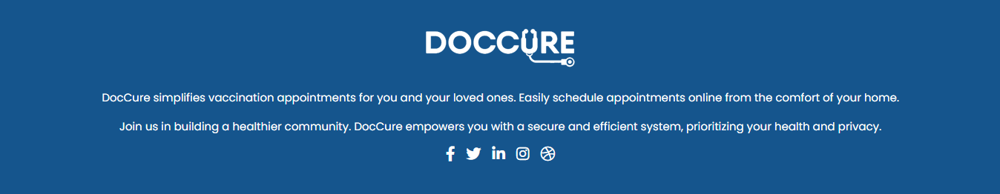 DOCCURE
DocCure simplifies vaccination appointments for you and your loved ones. Easily schedule appointments online from the comfort of your home.
Join us in building a healthier community. DocCure empowers you with a secure and efficient system, prioritizing your health and privacy.